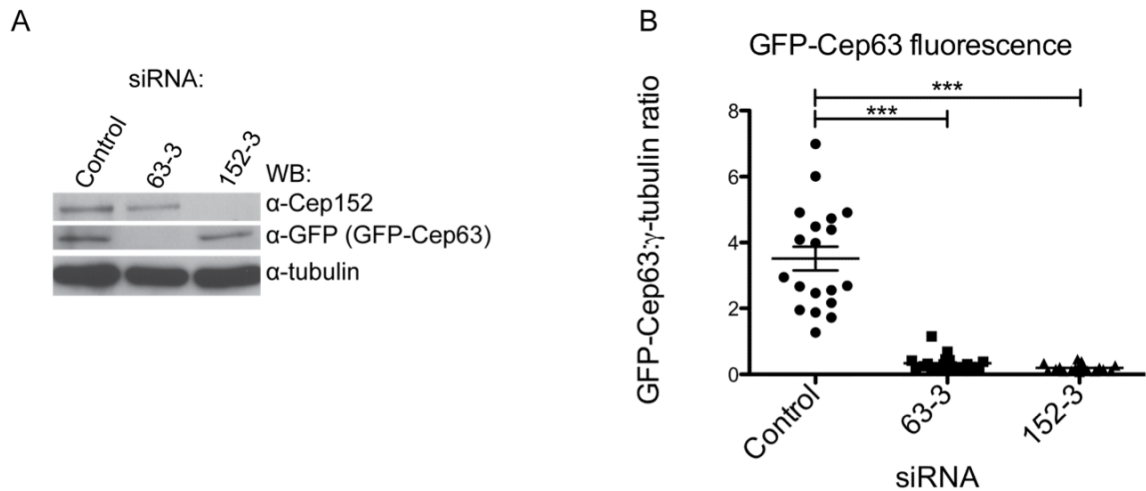 A
siRNA:
Control 63-3 152-3 WB:
α-Cep152
α-GFP (GFP-Cep63)
α-tubulin
B
GFP-Cep63 fluorescence
***
***
GFP-Cep63:γ-tubulin ratio
8
6
4
2
0
Control 63-3 152-3
siRNA